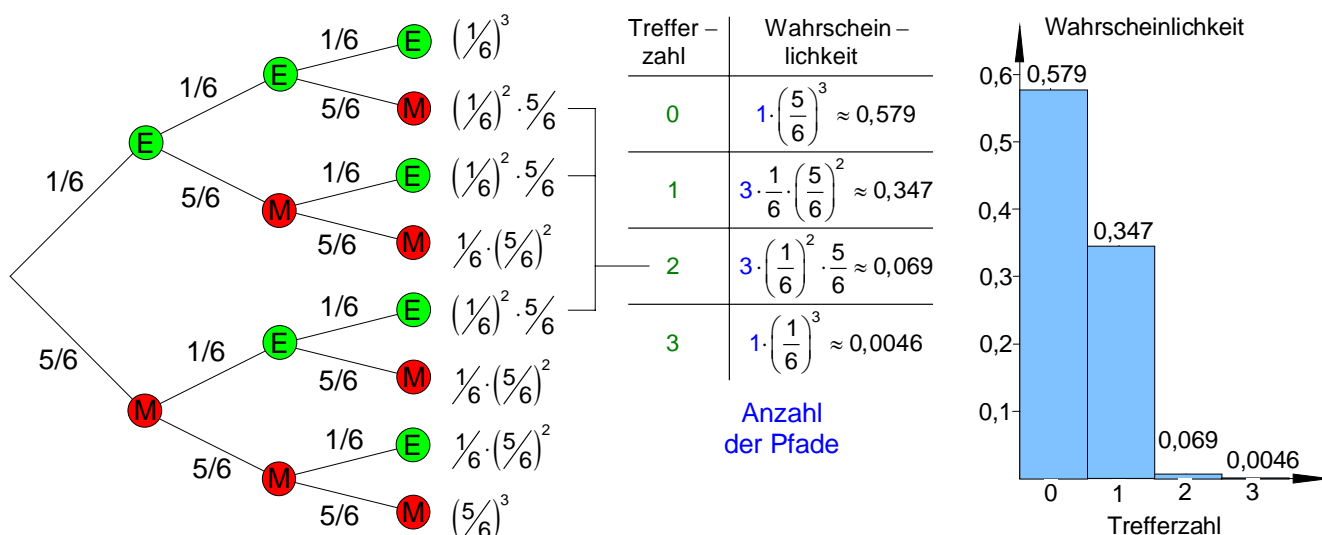 1/6
5/6
E
M
1/6
5/6
1/6
5/6
E
M
E
M
1/6
5/6
1/6
5/6
1/6
5/6
1/6
5/6
E (1/6)³
M (1/6)² · 5/6
E (1/6)² · 5/6
M 1/6 · (5/6)²
E (1/6)² · 5/6
M 1/6 · (5/6)²
E 1/6 · (5/6)²
M (5/6)³
Treffer –
zahl
Wahrschein –
lichkeit
0 1·(5/6)³ ≈ 0,579
1 3·1/6·(5/6)² ≈ 0,347
2 3·(1/6)²·5/6 ≈ 0,069
3 1·(1/6)³ ≈ 0,0046
Anzahl
der Pfade
Wahrscheinlichkeit
0,6
0,5
0,4
0,3
0,2
0,1
0,579
0,347
0,069
0,0046
0 1 2 3
Trefferzahl